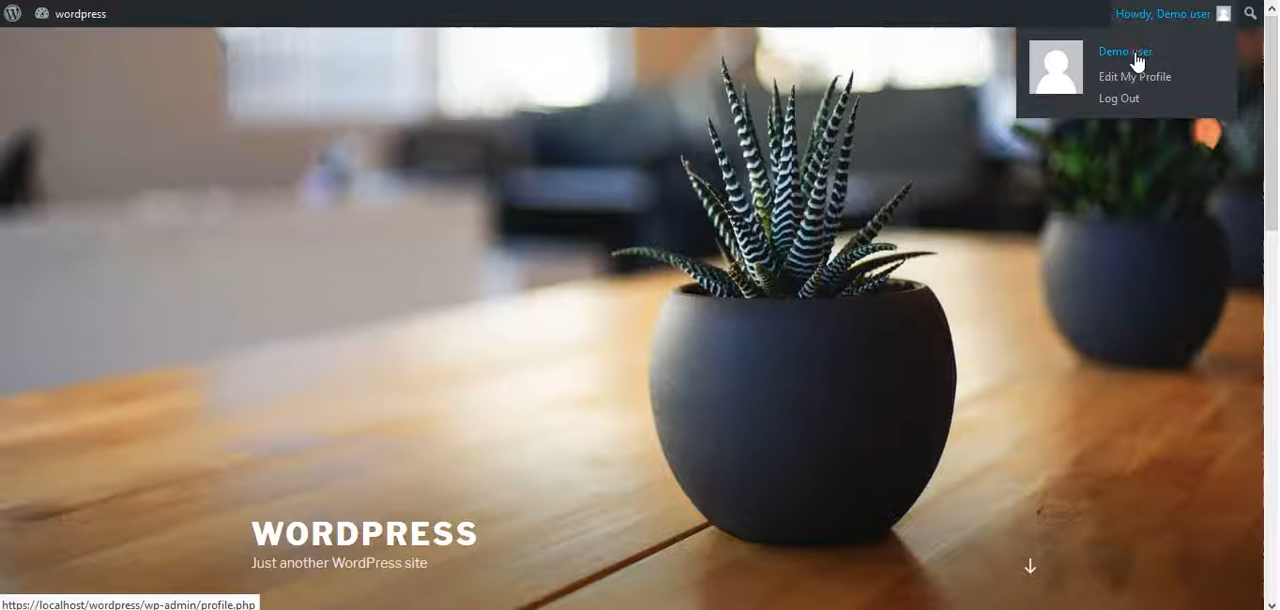 wordpress
Howdy, Demo user
Demo user
Edit My Profile
Log Out
WORDPRESS
Just another WordPress site
https://localhost/wordpress/wp-admin/profile.php